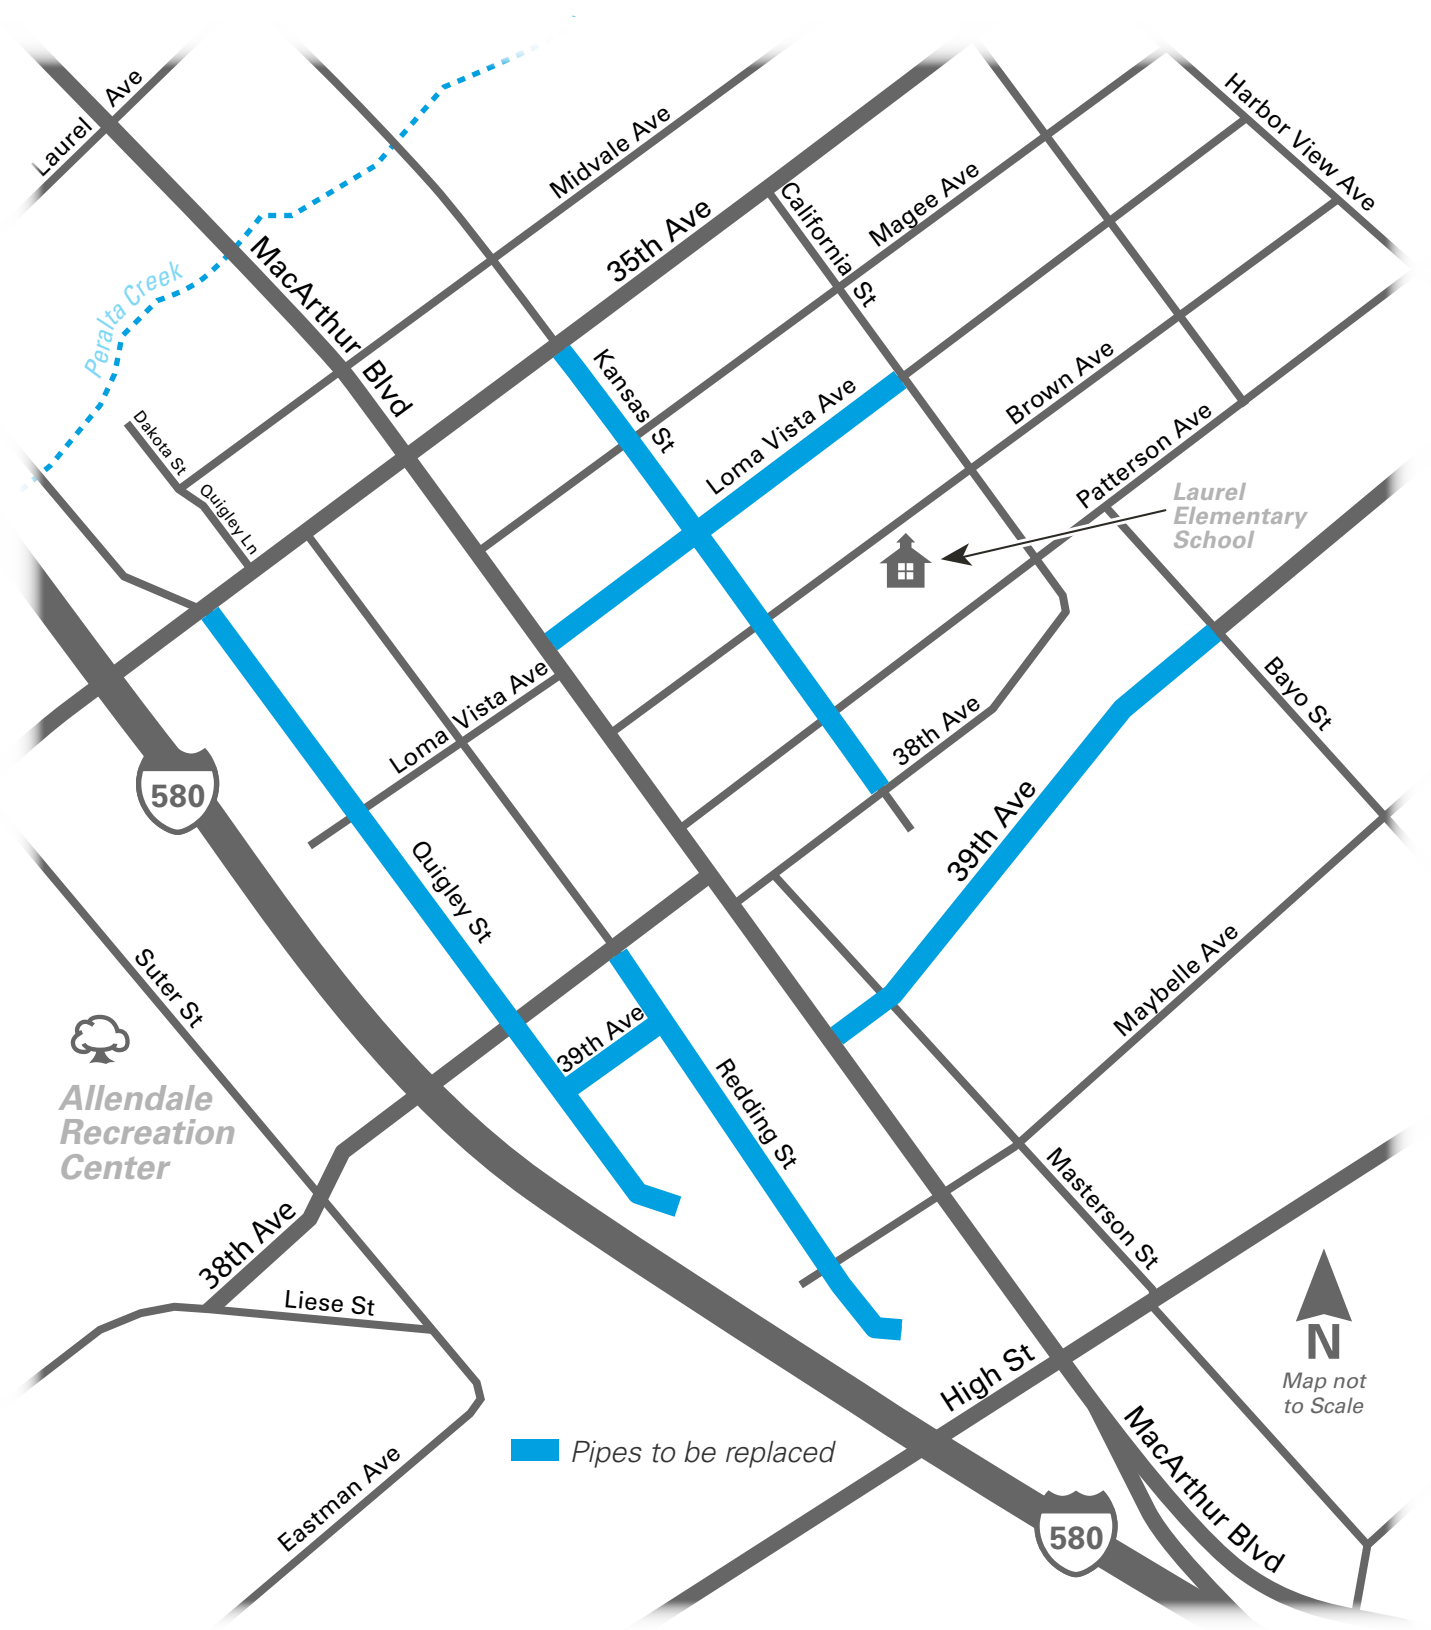 Laurel Ave
Harbor View Ave
Midvale Ave
Magee Ave
35th Ave
California St
MacArthur Blvd
Peralta Creek
Kansas St
Brown Ave
Loma Vista Ave
Patterson Ave
Dakota St
Quigley Ln
Laurel
Elementary
School
Loma Vista Ave
Bayo St
38th Ave
580
39th Ave
Quigley St
Suter St
Maybelle Ave
39th Ave
Redding St
Allendale
Recreation
Center
Masterson St
38th Ave
Liese St
High St
N
Map not
to Scale
MacArthur Blvd
Pipes to be replaced
Eastman Ave
580